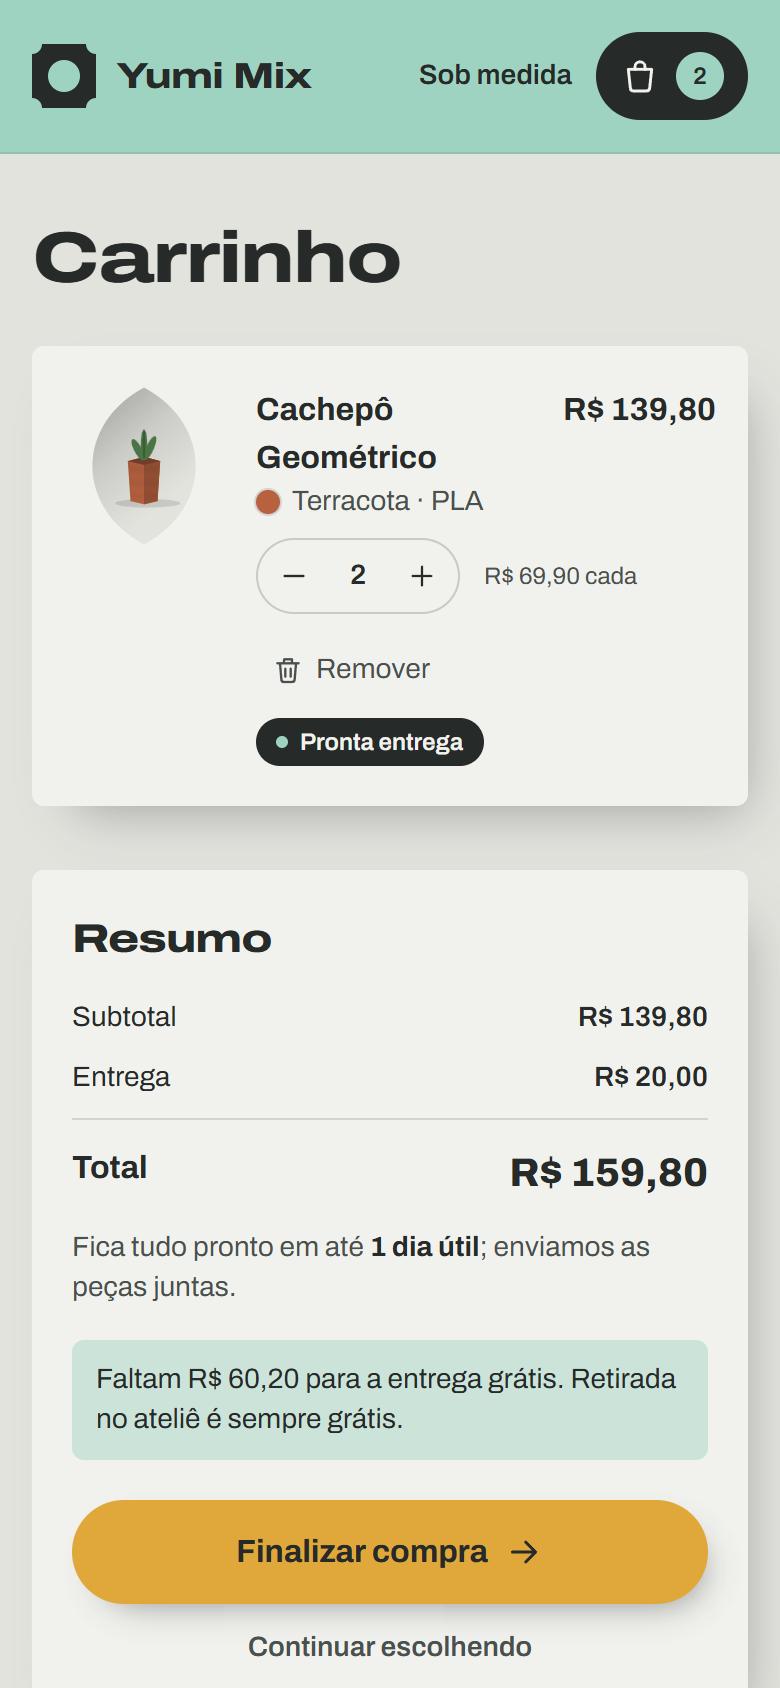 Yumi Mix
Sob medida
2
Carrinho
Cachepô
Geométrico
R$ 139,80
Terracota · PLA
2
R$ 69,90 cada
Remover
Pronta entrega
Resumo
Subtotal
R$ 139,80
Entrega
R$ 20,00
Total
R$ 159,80
Fica tudo pronto em até 1 dia útil; enviamos as
peças juntas.
Faltam R$ 60,20 para a entrega grátis. Retirada
no ateliê é sempre grátis.
Finalizar compra
Continuar escolhendo